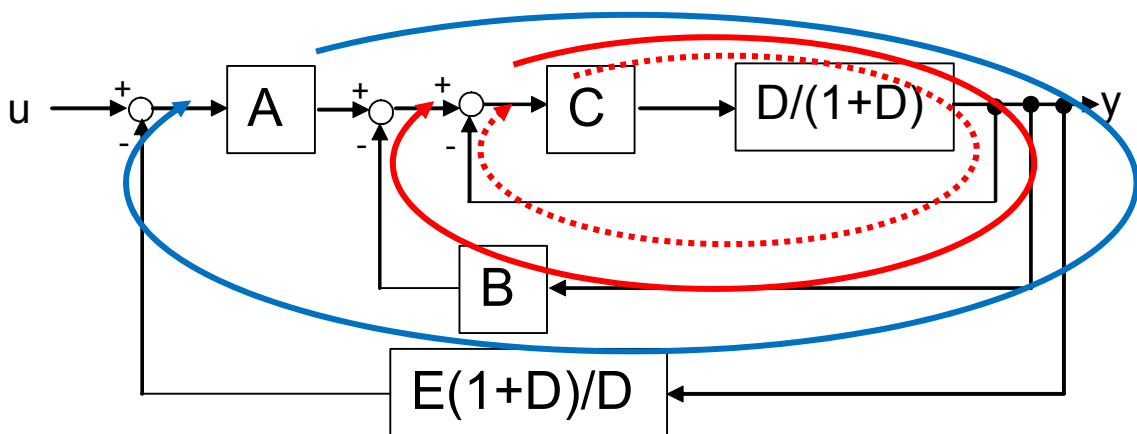 u
+
-
A
+
-
+
-
C
D/(1+D)
y
B
E(1+D)/D